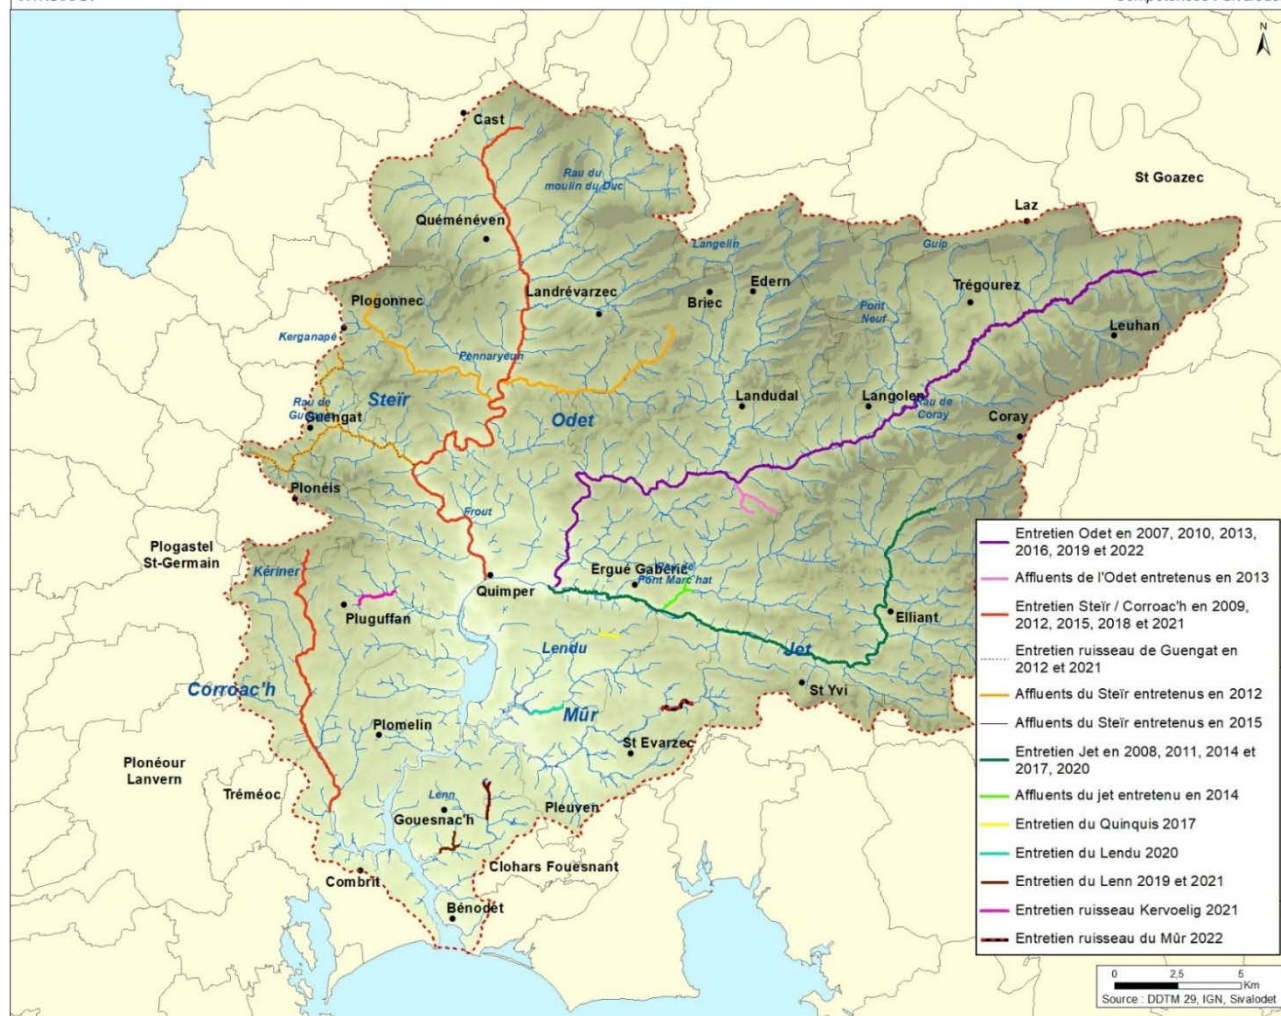 N
Cast
Rau du
moulin du Duc
St Goazec
Laz
Quéménéven
Langelin
Guip
Edern
Briec
Trégourez
Landrévarzec
Plogonnec
Pont
Neuf
Leuhan
Kerganapé
Pennaryeun
Rau de
Guengat
Steïr
Odet
Landudal
Langolen
Rau de
Coray
Coray
Plonéis
Frout
Plogastel
St-Germain
Kériner
Quimper
Ergué Gabéric
Pont Marc'hat
Pluguffan
Elliant
Lendu
Jet
St Yvi
Corroac'h
Mûr
Plomelin
St Evarzec
Plonéour
Lanvern
Tréméoc
Lenn
Gouesnac'h
Pleuven
Clohars Fouesnant
Combrit
Bénodet
Entretien Odet en 2007, 2010, 2013,
2016, 2019 et 2022
Affluents de l'Odet entretenus en 2013
Entretien Steïr / Corroac'h en 2009,
2012, 2015, 2018 et 2021
Entretien ruisseau de Guengat en
2012 et 2021
Affluents du Steïr entretenus en 2012
Affluents du Steïr entretenus en 2015
Entretien Jet en 2008, 2011, 2014 et
2017, 2020
Affluents du jet entretenu en 2014
Entretien du Quinquis 2017
Entretien du Lendu 2020
Entretien du Lenn 2019 et 2021
Entretien ruisseau Kervoelig 2021
Entretien ruisseau du Mûr 2022
0 2,5 5
Km
Source : DDTM 29, IGN, Sivalodet